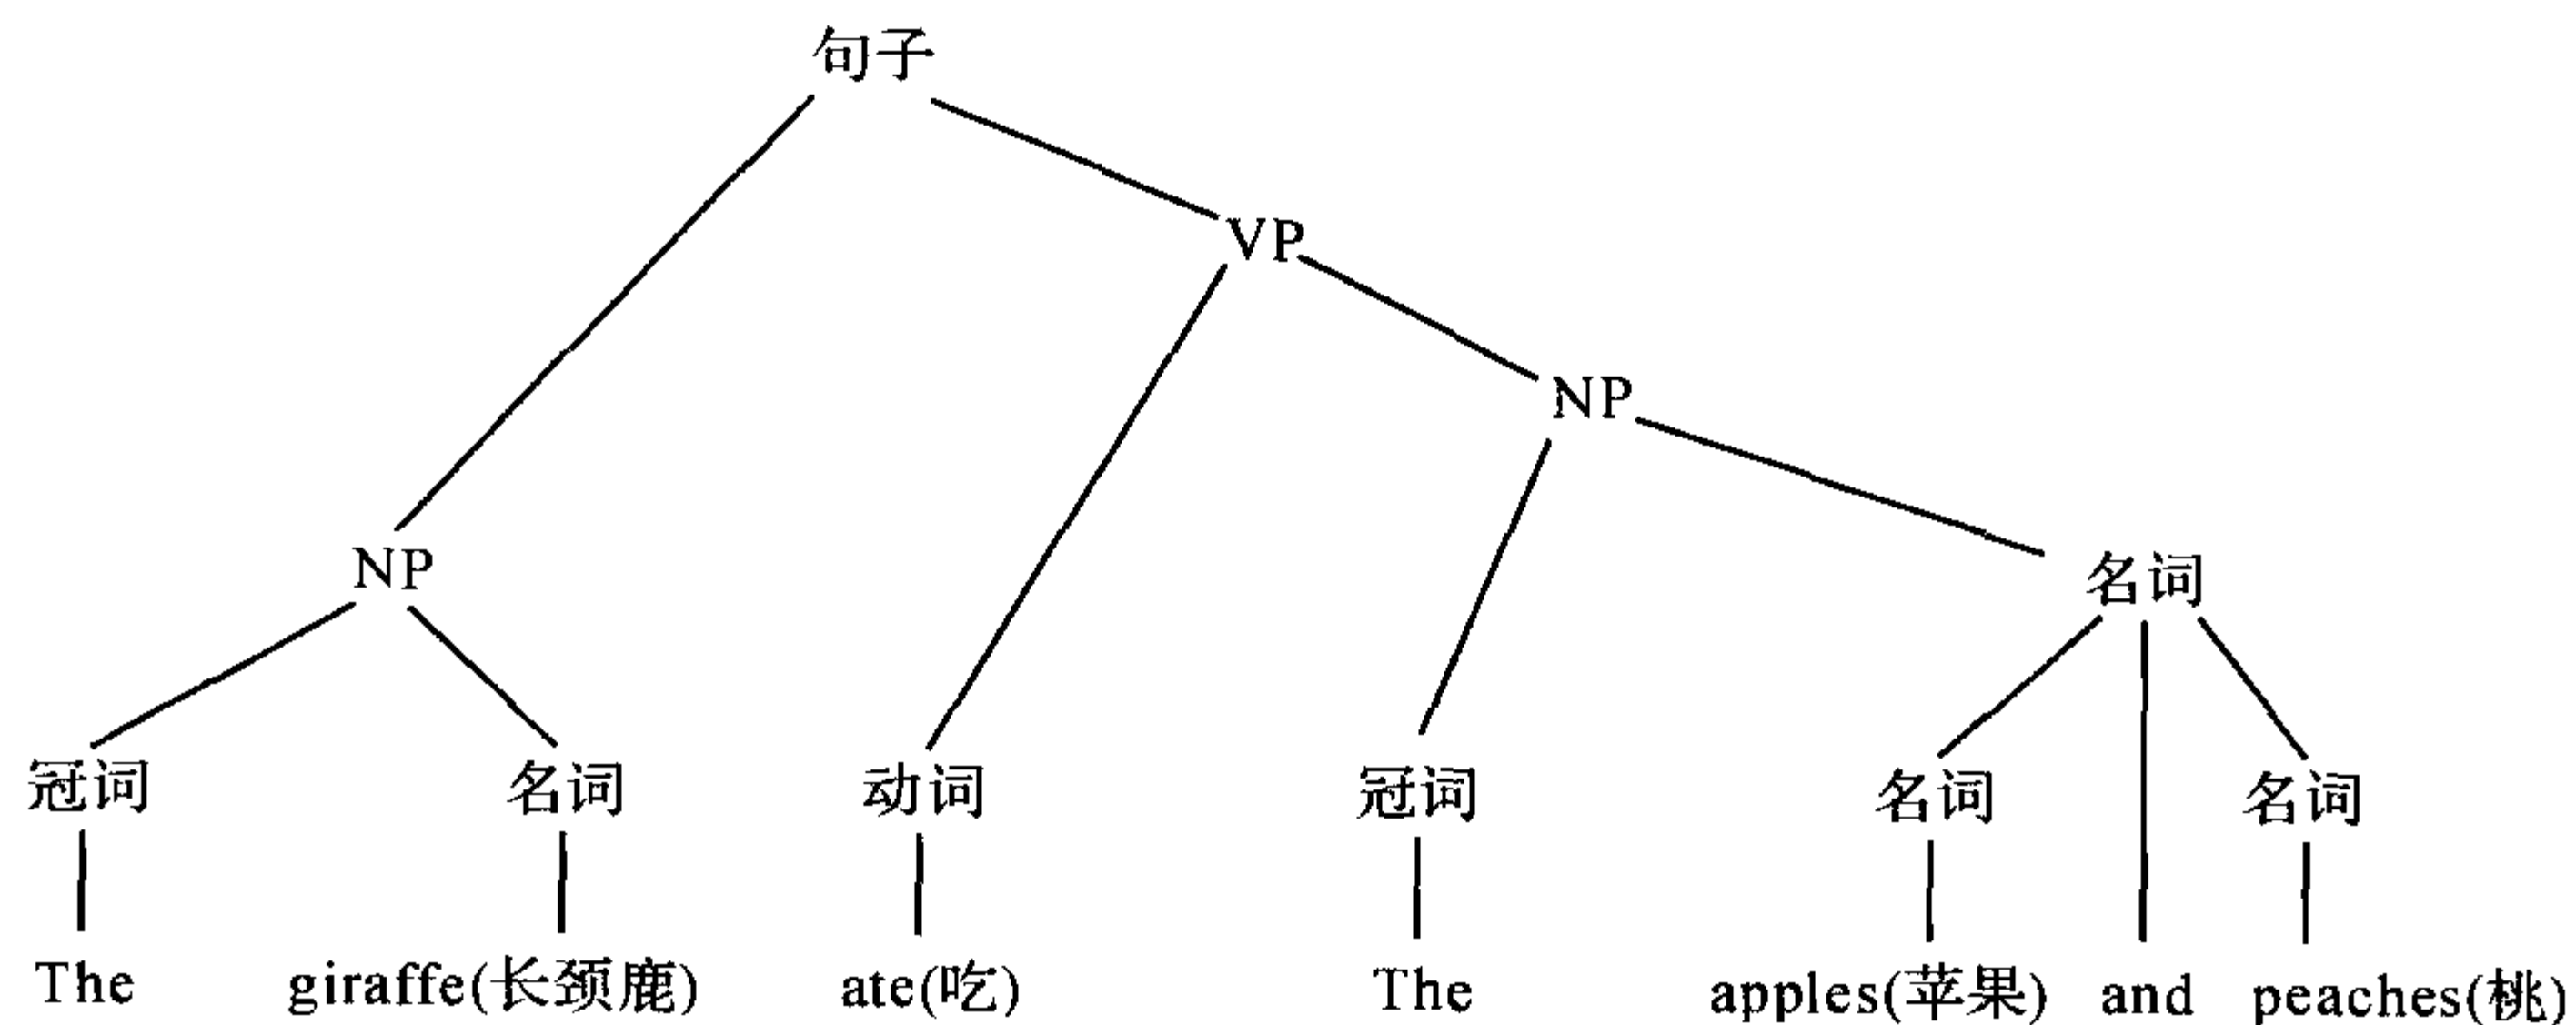 句子
VP
NP
NP
名词
冠词 名词 动词 冠词 名词 名词
The giraffe(长颈鹿) ate(吃) The apples(苹果) and peaches(桃)